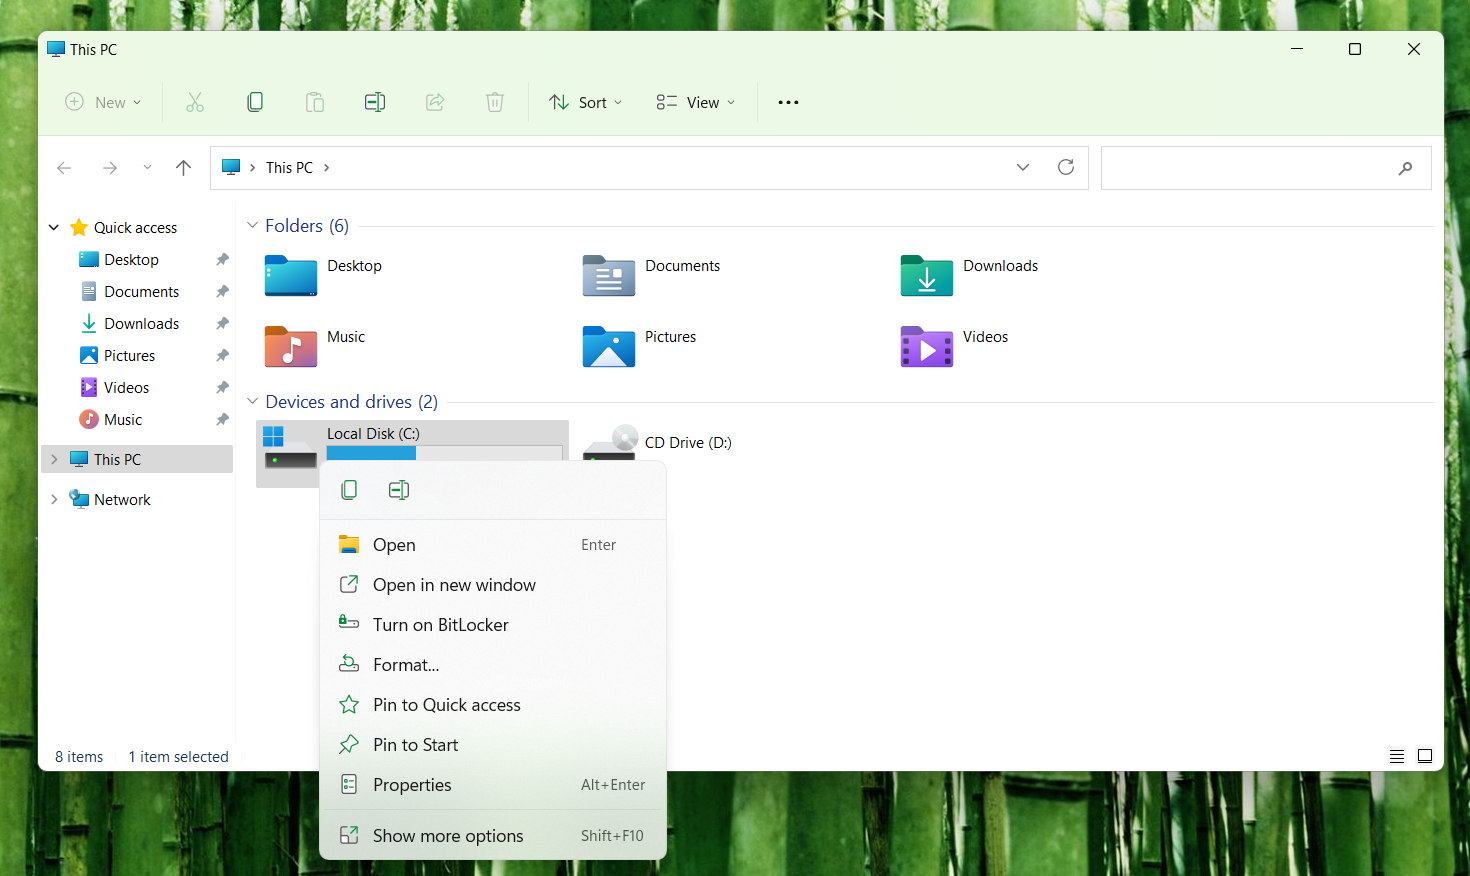 This PC
New
Sort
View
This PC
Quick access
Desktop
Documents
Downloads
Pictures
Videos
Music
This PC
Network
Folders (6)
Desktop
Documents
Downloads
Music
Pictures
Videos
Devices and drives (2)
Local Disk (C:)
CD Drive (D:)
Open Enter
Open in new window
Turn on BitLocker
Format...
Pin to Quick access
Pin to Start
Properties Alt+Enter
Show more options Shift+F10
8 items 1 item selected